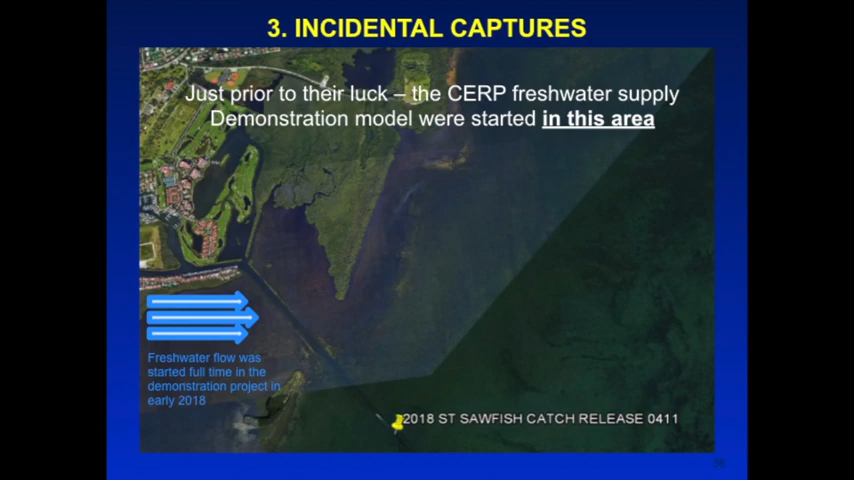 3. INCIDENTAL CAPTURES
Just prior to their luck – the CERP freshwater supply
Demonstration model were started in this area
Freshwater flow was
started full time in the
demonstration project in
early 2018
2018 ST SAWFISH CATCH RELEASE 0411